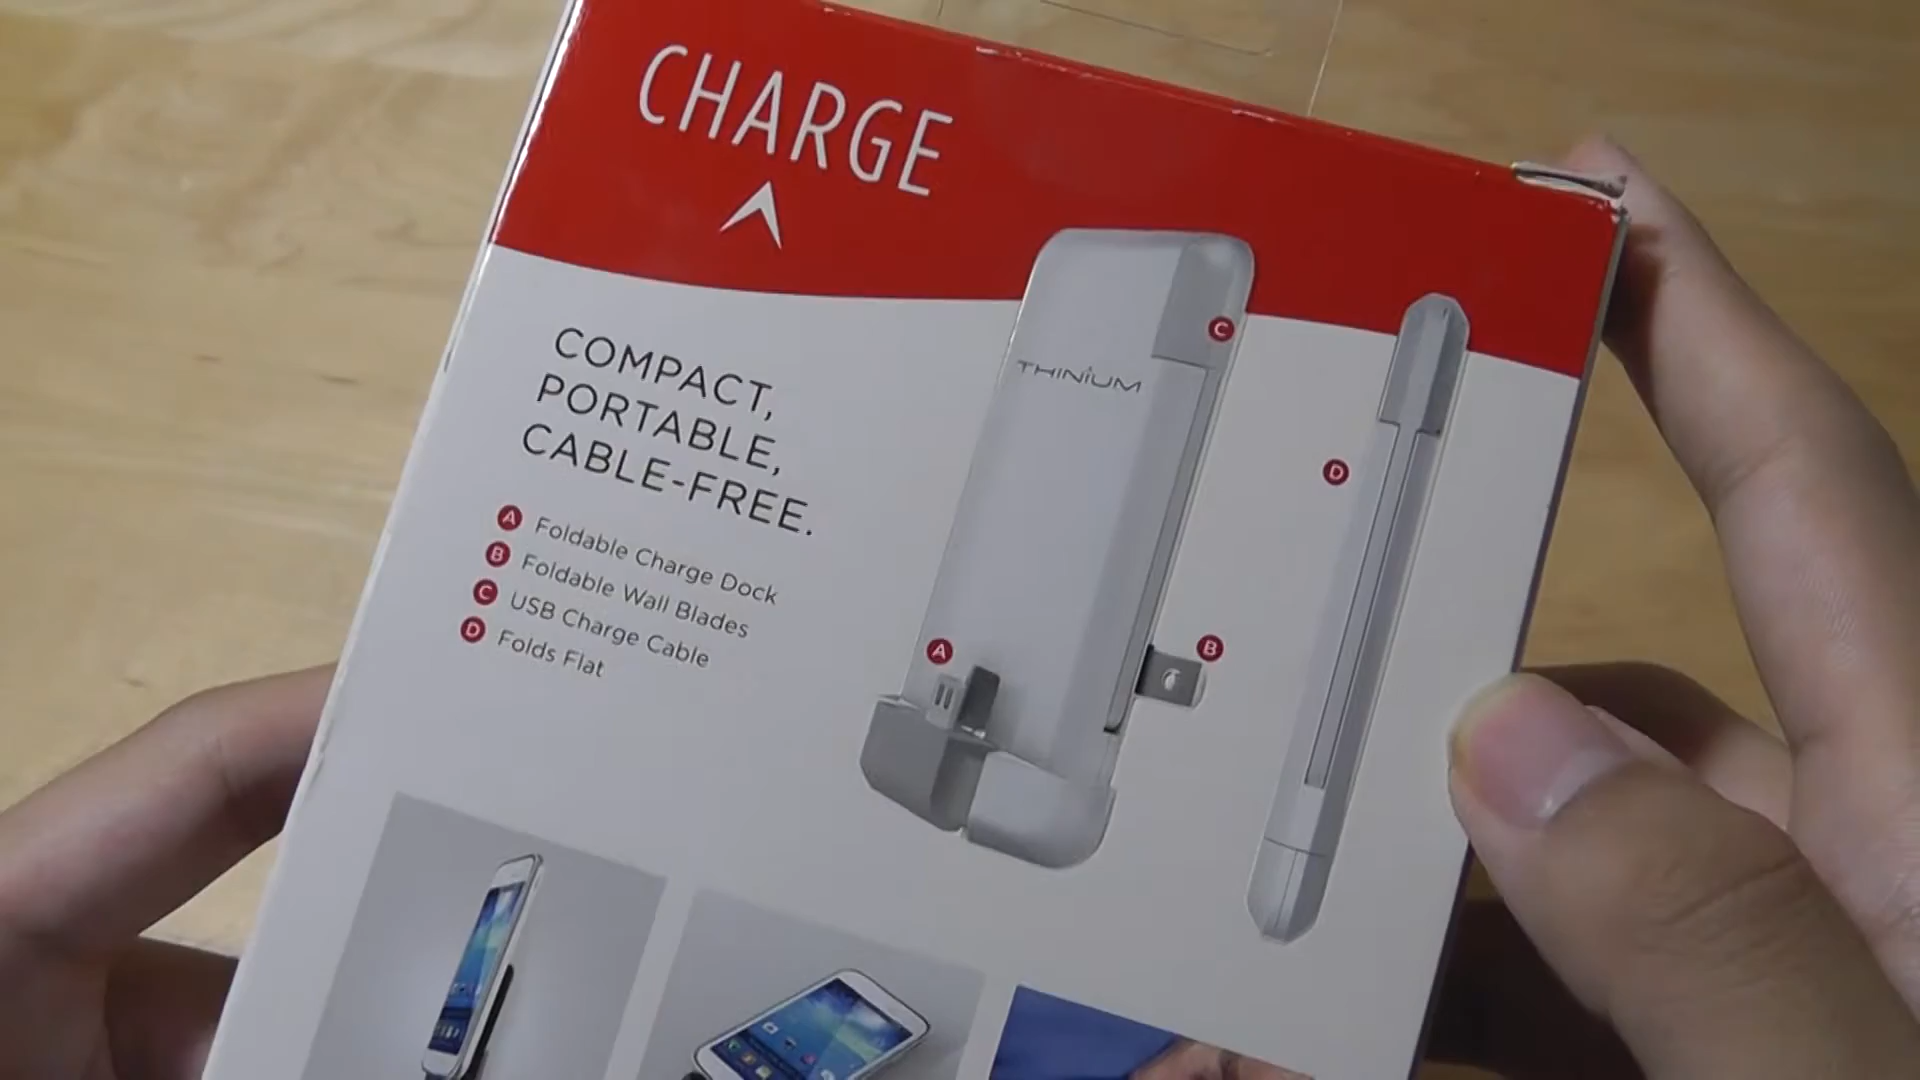 CHARGE
COMPACT,
PORTABLE,
CABLE-FREE.
A Foldable Charge Dock
B Foldable Wall Blades
C USB Charge Cable
D Folds Flat
THINIUM
C
D
A
B